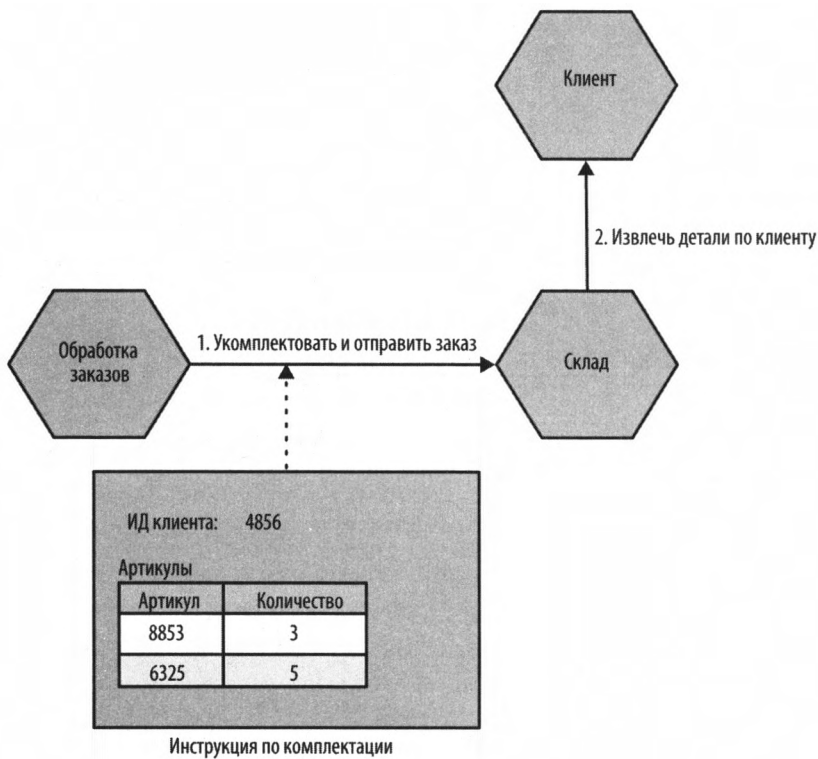 Клиент
2. Извлечь детали по клиенту
Обработка
заказов
1. Укомплектовать и отправить заказ
Склад
ИД клиента: 4856
Артикулы
Артикул Количество
8853 3
6325 5
Инструкция по комплектации